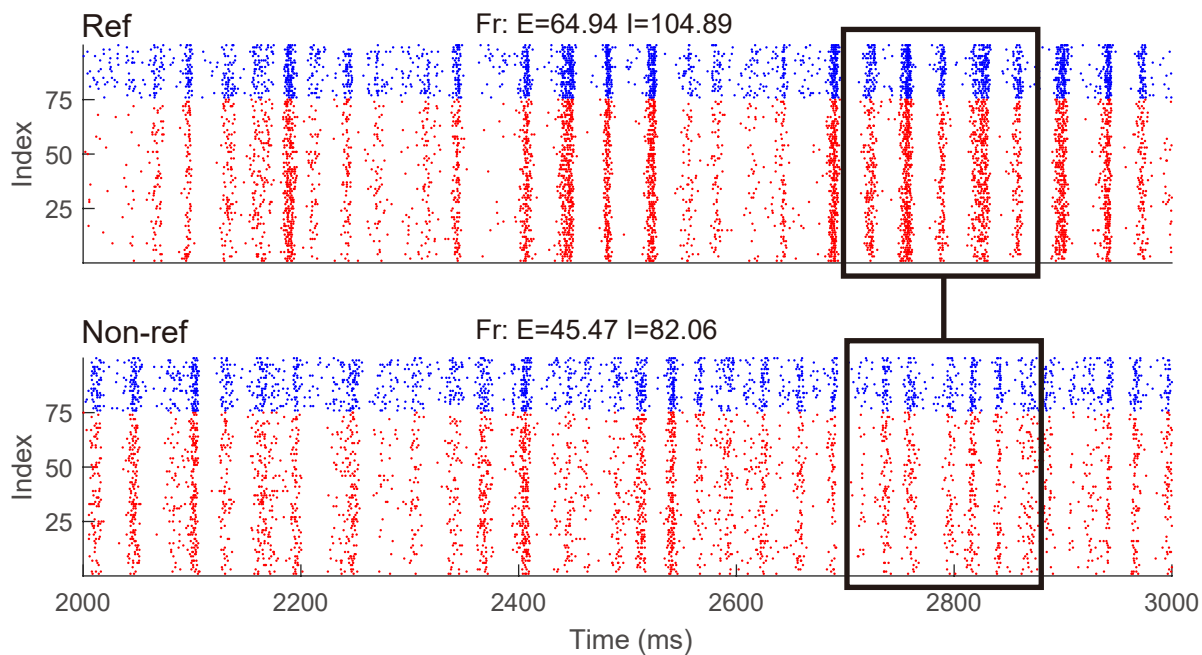 Ref
Fr: E=64.94 I=104.89
75
50
25
Index
Non-ref
Fr: E=45.47 I=82.06
75
50
25
Index
2000 2200 2400 2600 2800 3000
Time (ms)